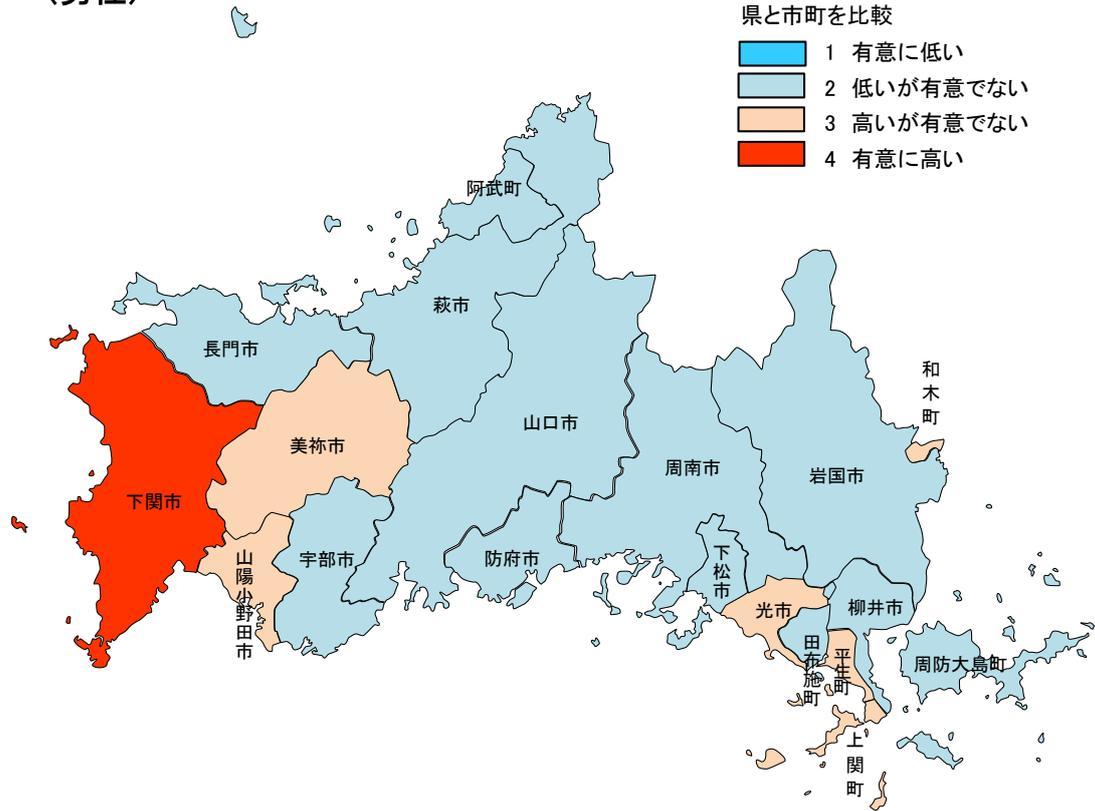 県と市町を比較
1 有意に低い
2 低いが有意でない
3 高いが有意でない
4 有意に高い
阿武町
萩市
長門市
和木町
山口市
美祢市
周南市
岩国市
下関市
山陽小野田市
宇部市
防府市
下松市
光市
柳井市
田布施町
平生町
周防大島町
上関町